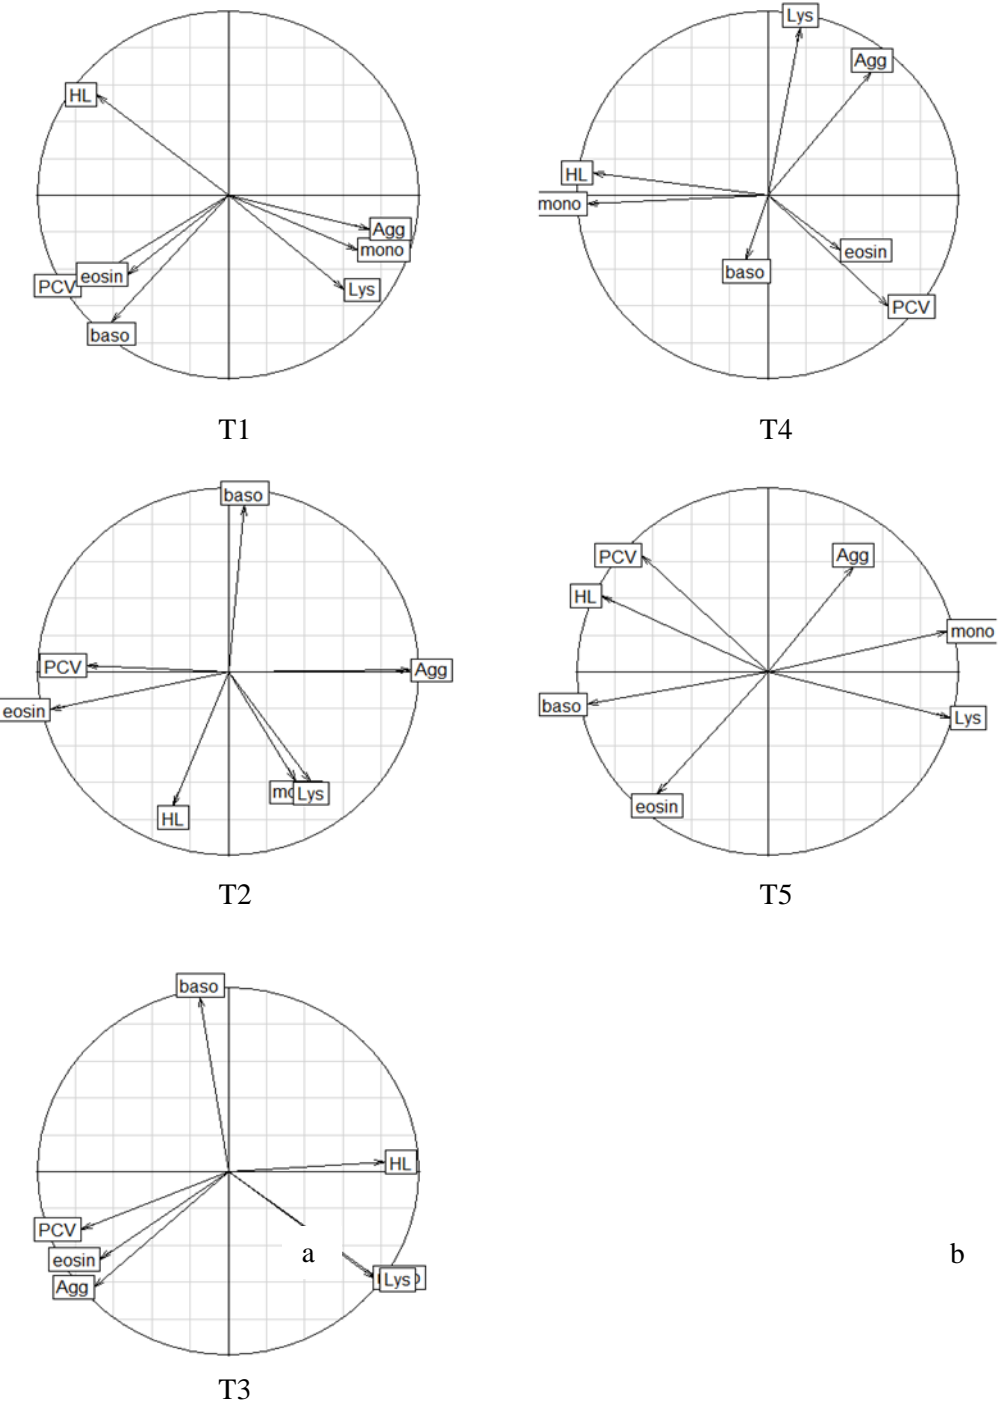 HL
Agg
mono
Lys
eosin
PCV
baso
T1
Lys
Agg
HL
mono
eosin
baso
PCV
T4
baso
PCV
Agg
eosin
Lys
HL
T2
PCV
Agg
HL
mono
baso
Lys
eosin
T5
baso
HL
PCV
a
b
eosin
Lys
Agg
T3